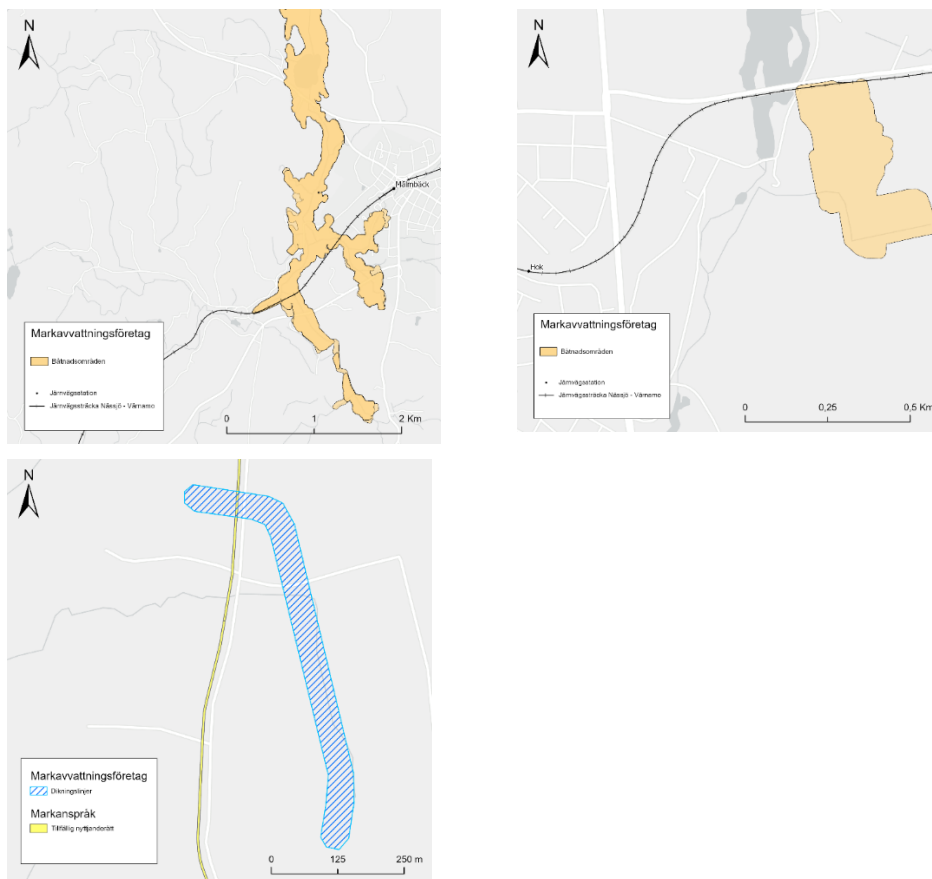 N
Malmbäck
Markavvattningsföretag
Båtnadsområden
Järnvägsstation
Järnvägssträcka Nässjö - Värnamo
0 1 2 Km
N
Hok
Markavvattningsföretag
Båtnadsområden
Järnvägsstation
Järnvägssträcka Nässjö - Värnamo
0 0,25 0,5 Km
N
Markavvattningsföretag
Dikningslinjer
Markanspråk
Tillfällig nyttjanderätt
0 125 250 m